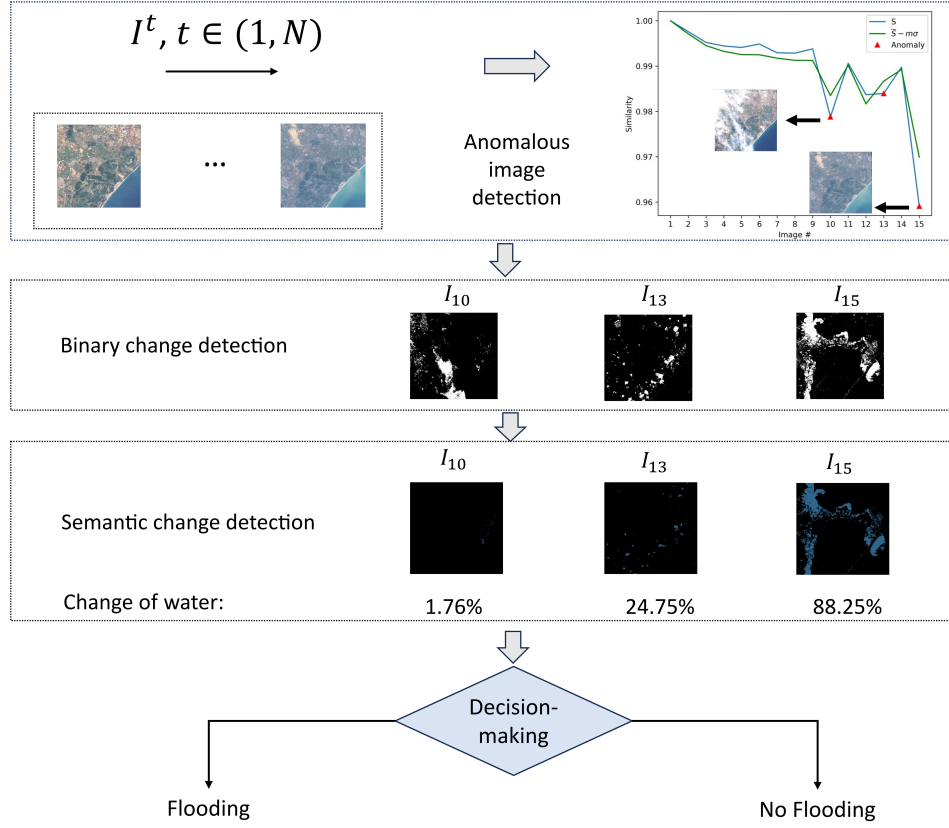 I^t, t ∈ (1, N)
...
Anomalous
image
detection
1.00
0.99
0.98
0.97
0.96
Similarity
S
S̅ − mσ
Anomaly
1 2 3 4 5 6 7 8 9 10 11 12 13 14 15
Image #
I_10 I_13 I_15
Binary change detection
I_10 I_13 I_15
Semantic change detection
Change of water: 1.76% 24.75% 88.25%
Decision-
making
Flooding No Flooding